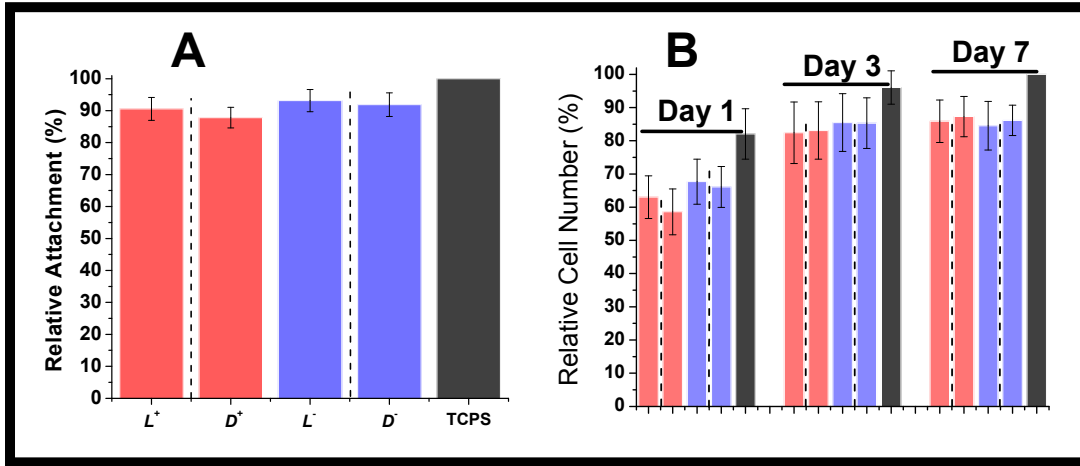 A
Relative Attachment (%)
100
90
80
70
60
50
40
30
20
10
0
L+ D+ L- D- TCPS
B
Day 1
Day 3
Day 7
Relative Cell Number (%)
100
90
80
70
60
50
40
30
20
10
0